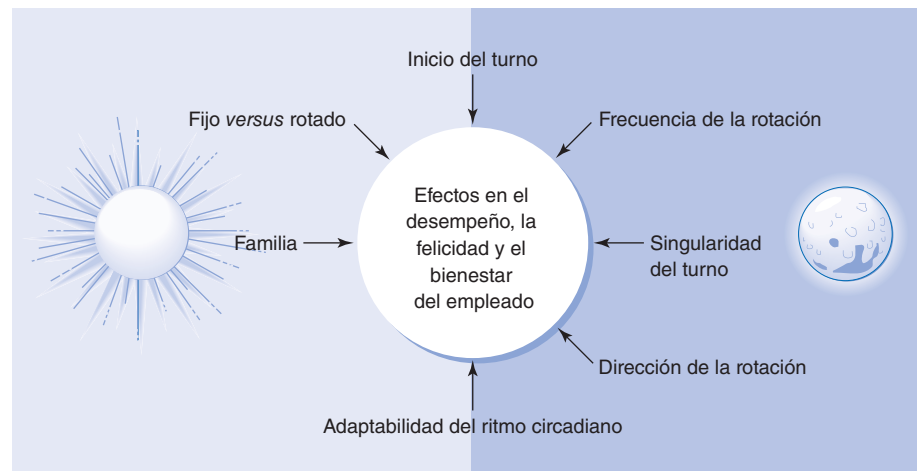 Inicio del turno
Fijo versus rotado
Frecuencia de la rotación
Efectos en el
desempeño, la
felicidad y el
bienestar
del empleado
Familia
Singularidad
del turno
Dirección de la rotación
Adaptabilidad del ritmo circadiano